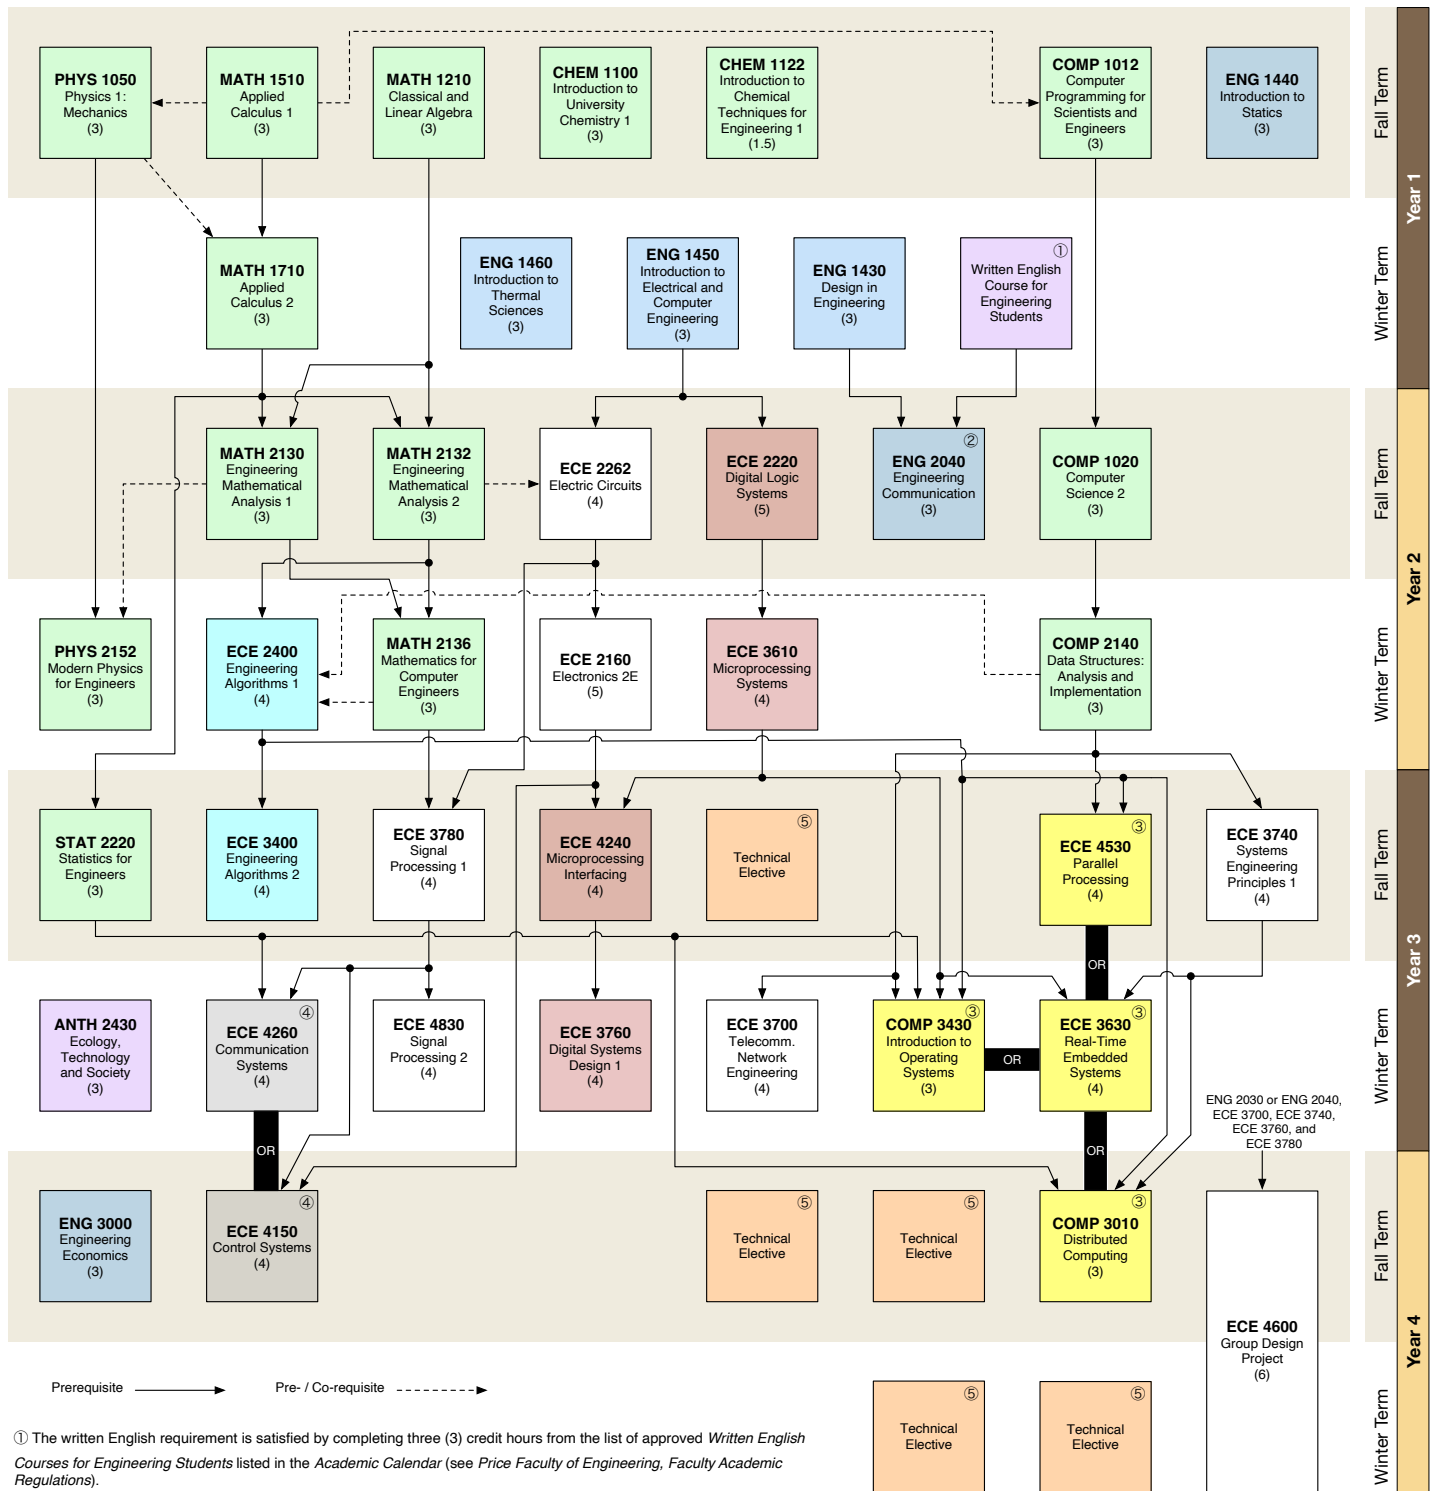 PHYS 1050
Physics 1:
Mechanics
(3)
MATH 1510
Applied
Calculus 1
(3)
MATH 1210
Classical and
Linear Algebra
(3)
CHEM 1100
Introduction to
University
Chemistry 1
(3)
CHEM 1122
Introduction to
Chemical
Techniques for
Engineering 1
(1.5)
COMP 1012
Computer
Programming for
Scientists and
Engineers
(3)
ENG 1440
Introduction to
Statics
(3)
Fall Term
Year 1
MATH 1710
Applied
Calculus 2
(3)
ENG 1460
Introduction to
Thermal
Sciences
(3)
ENG 1450
Introduction to
Electrical and
Computer
Engineering
(3)
ENG 1430
Design in
Engineering
(3)
①
Written English
Course for
Engineering
Students
Winter Term
MATH 2130
Engineering
Mathematical
Analysis 1
(3)
MATH 2132
Engineering
Mathematical
Analysis 2
(3)
ECE 2262
Electric Circuits
(4)
ECE 2220
Digital Logic
Systems
(5)
②
ENG 2040
Engineering
Communication
(3)
COMP 1020
Computer
Science 2
(3)
Fall Term
Year 2
PHYS 2152
Modern Physics
for Engineers
(3)
ECE 2400
Engineering
Algorithms 1
(4)
MATH 2136
Mathematics for
Computer
Engineers
(3)
ECE 2160
Electronics 2E
(5)
ECE 3610
Microprocessing
Systems
(4)
COMP 2140
Data Structures:
Analysis and
Implementation
(3)
Winter Term
STAT 2220
Statistics for
Engineers
(3)
ECE 3400
Engineering
Algorithms 2
(4)
ECE 3780
Signal
Processing 1
(4)
ECE 4240
Microprocessing
Interfacing
(4)
⑤
Technical
Elective
③
ECE 4530
Parallel
Processing
(4)
ECE 3740
Systems
Engineering
Principles 1
(4)
Fall Term
Year 3
OR
ANTH 2430
Ecology,
Technology
and Society
(3)
④
ECE 4260
Communication
Systems
(4)
ECE 4830
Signal
Processing 2
(4)
ECE 3760
Digital Systems
Design 1
(4)
ECE 3700
Telecomm.
Network
Engineering
(4)
③
COMP 3430
Introduction to
Operating
Systems
(3)
OR
③
ECE 3630
Real-Time
Embedded
Systems
(4)
Winter Term
ENG 2030 or ENG 2040,
ECE 3700, ECE 3740,
ECE 3760, and
ECE 3780
OR
OR
ENG 3000
Engineering
Economics
(3)
④
ECE 4150
Control Systems
(4)
⑤
Technical
Elective
⑤
Technical
Elective
③
COMP 3010
Distributed
Computing
(3)
Fall Term
Year 4
ECE 4600
Group Design
Project
(6)
Prerequisite
Pre- / Co-requisite
⑤
Technical
Elective
⑤
Technical
Elective
Winter Term
① The written English requirement is satisfied by completing three (3) credit hours from the list of approved Written English
Courses for Engineering Students listed in the Academic Calendar (see Price Faculty of Engineering, Faculty Academic
Regulations).